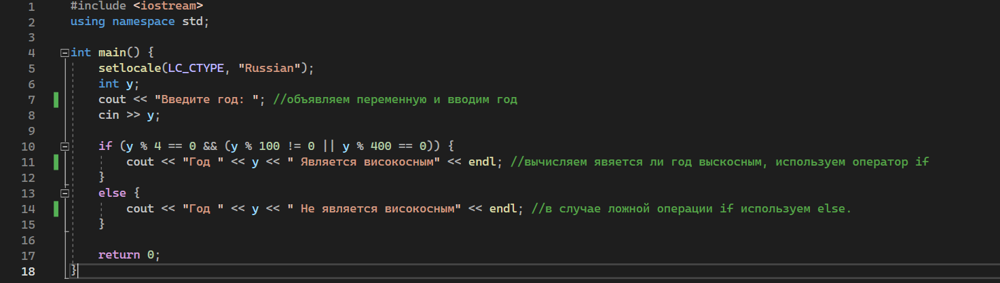 1 #include <iostream>
2 using namespace std;
3
4 int main() {
5 setlocale(LC_CTYPE, "Russian");
6 int y;
7 cout << "Введите год: "; //объявляем переменную и вводим год
8 cin >> y;
9
10 if (y % 4 == 0 && (y % 100 != 0 || y % 400 == 0)) {
11 cout << "Год " << y << " Является високосным" << endl; //вычисляем явяется ли год выскосным, используем оператор if
12 }
13 else {
14 cout << "Год " << y << " Не является високосным" << endl; //в случае ложной операции if используем else.
15 }
16
17 return 0;
18 }